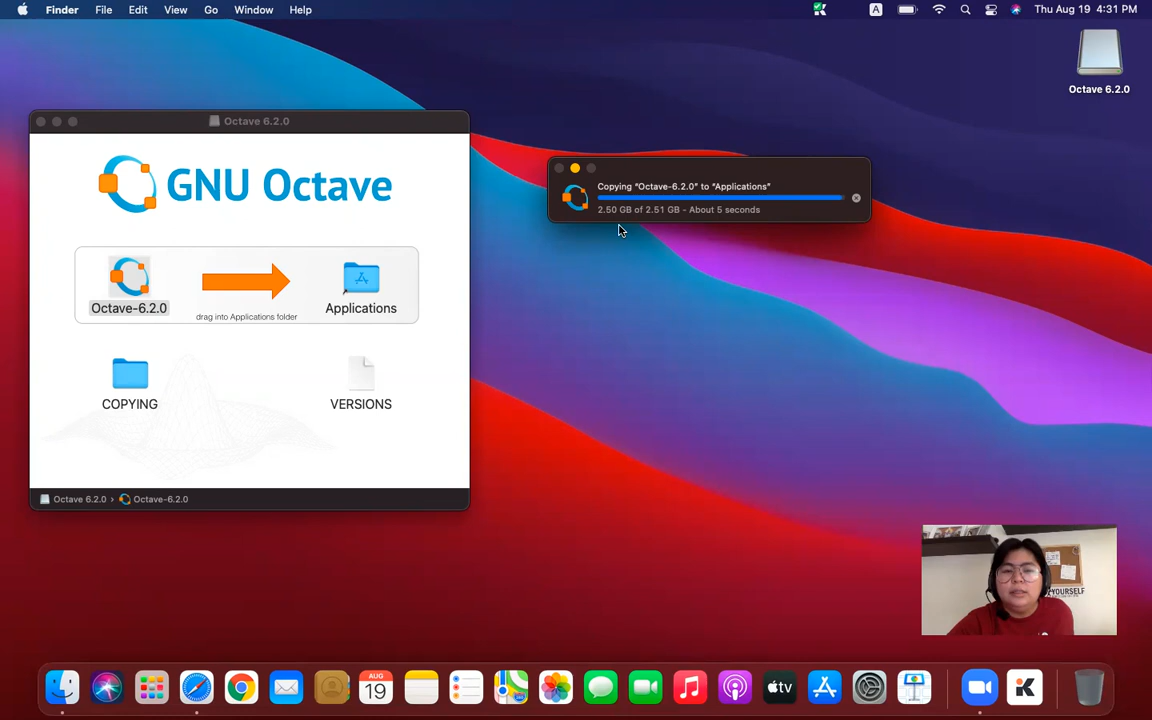 Finder File Edit View Go Window Help
A
Thu Aug 19 4:31 PM
Octave 6.2.0
Octave 6.2.0
GNU Octave
Octave-6.2.0
drag into Applications folder
Applications
COPYING
VERSIONS
Octave 6.2.0 › Octave-6.2.0
Copying "Octave-6.2.0" to "Applications"
2.50 GB of 2.51 GB - About 5 seconds
YOURSELF
AUG
19
tv